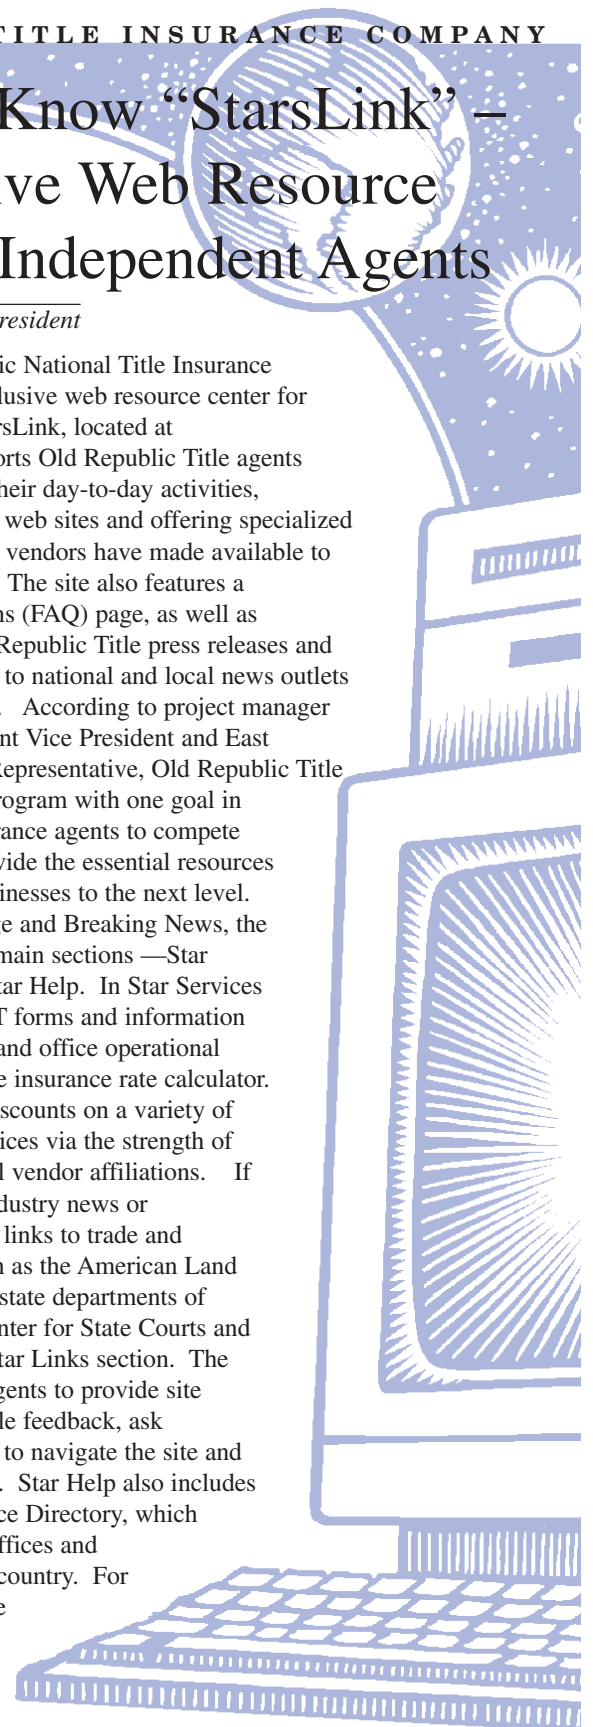 TITLE INSURANCE COMPANY
Know “StarsLink” –
ive Web Resource
Independent Agents
resident
ic National Title Insurance
lusive web resource center for
rsLink, located at
orts Old Republic Title agents
heir day-to-day activities,
web sites and offering specialized
vendors have made available to
The site also features a
ns (FAQ) page, as well as
Republic Title press releases and
to national and local news outlets
. According to project manager
nt Vice President and East
Representative, Old Republic Title
rogram with one goal in
rance agents to compete
vide the essential resources
inesses to the next level.
ge and Breaking News, the
main sections —Star
tar Help. In Star Services
T forms and information
and office operational
e insurance rate calculator.
scounts on a variety of
ices via the strength of
l vendor affiliations. If
dustry news or
links to trade and
h as the American Land
state departments of
nter for State Courts and
tar Links section. The
gents to provide site
le feedback, ask
to navigate the site and
. Star Help also includes
ce Directory, which
ffices and
country. For
e